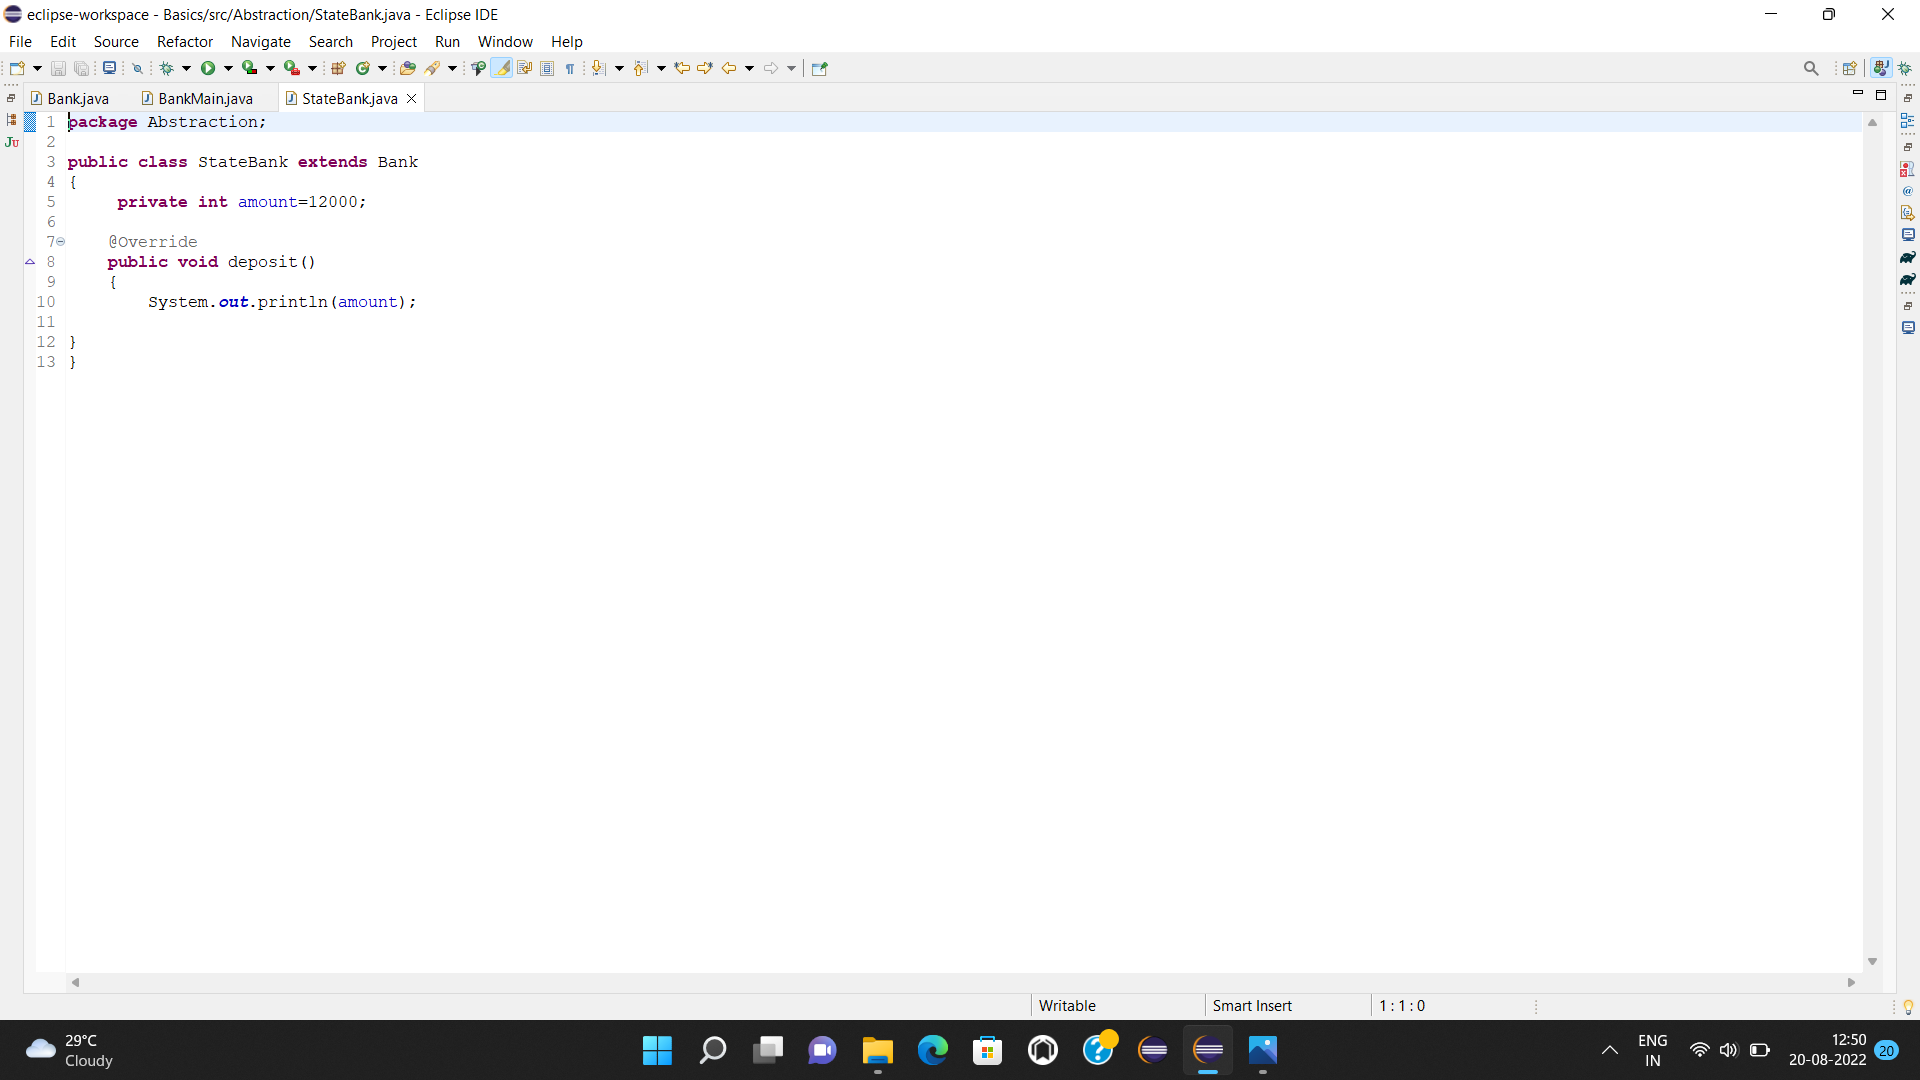 eclipse-workspace - Basics/src/Abstraction/StateBank.java - Eclipse IDE
File Edit Source Refactor Navigate Search Project Run Window Help
Bank.java BankMain.java StateBank.java
1 package Abstraction;
2
3 public class StateBank extends Bank
4 {
5 private int amount=12000;
6
7 @Override
8 public void deposit()
9 {
10 System.out.println(amount);
11
12 }
13 }
Writable Smart Insert 1 : 1 : 0
29°C
Cloudy
ENG
IN
12:50
20-08-2022
20